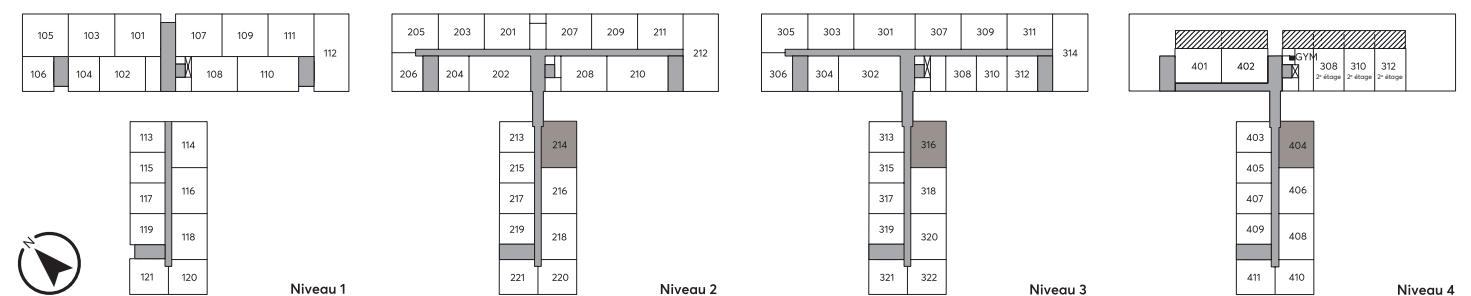 105 103 101 107 109 111 112
106 104 102 108 110
113 114
115
117 116
119 118
121 120
N
Niveau 1
205 203 201 207 209 211 212
206 204 202 208 210
213 214
215
217 216
219 218
221 220
Niveau 2
305 303 301 307 309 311 314
306 304 302 308 310 312
313 316
315
317 318
319 320
321 322
Niveau 3
GYM
401 402 308 310 312
2e étage 2e étage 2e étage
403 404
405
407 406
409 408
411 410
Niveau 4